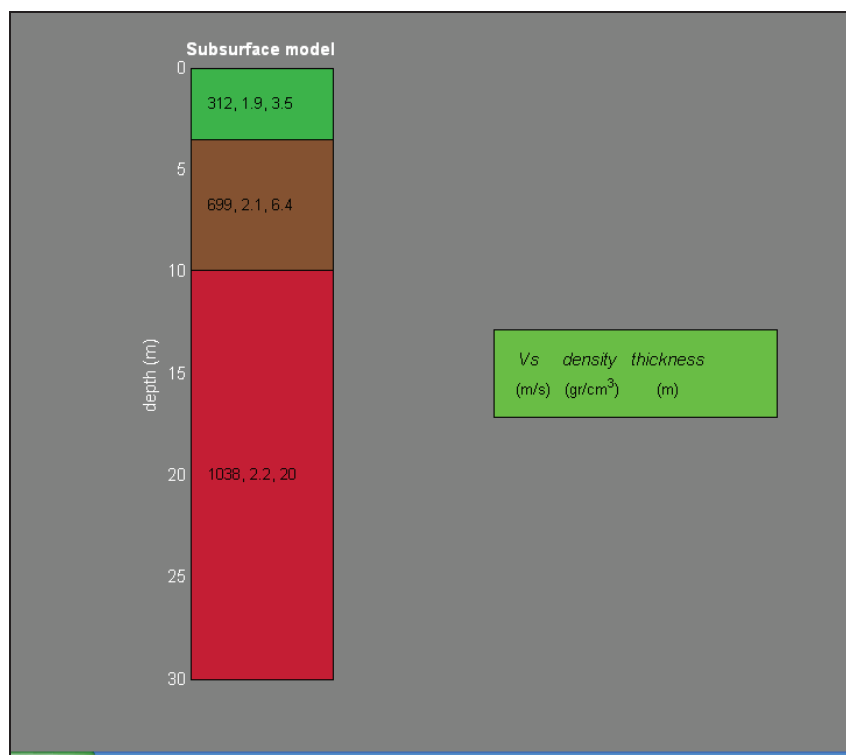 Subsurface model
0
312, 1.9, 3.5
5
699, 2.1, 6.4
10
Vs density thickness
(m/s) (gr/cm³) (m)
depth (m)
15
20
1038, 2.2, 20
25
30